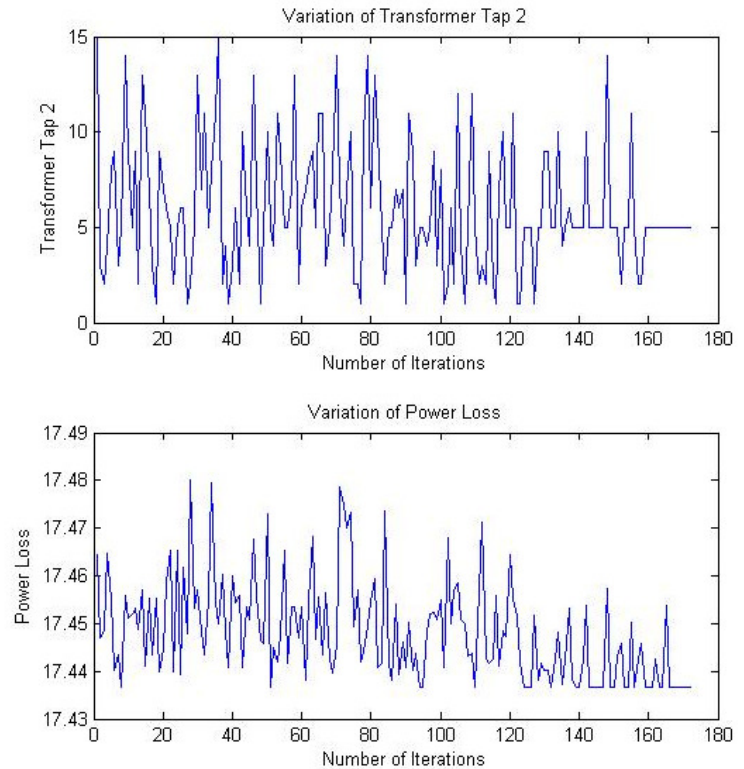 Variation of Transformer Tap 2
15
10
5
0
Transformer Tap 2
0 20 40 60 80 100 120 140 160 180
Number of Iterstions
Variation of Power Loss
17.49
17.48
17.47
17.46
17.45
17.44
17.43
Power Loss
0 20 40 60 80 100 120 140 160 180
Number of Iterations